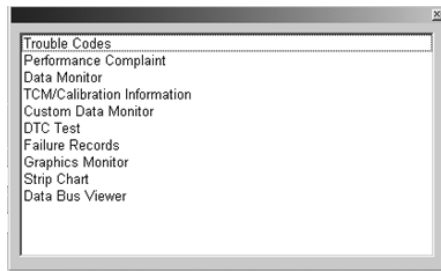 Trouble Codes
Performance Complaint
Data Monitor
TCM/Calibration Information
Custom Data Monitor
DTC Test
Failure Records
Graphics Monitor
Strip Chart
Data Bus Viewer